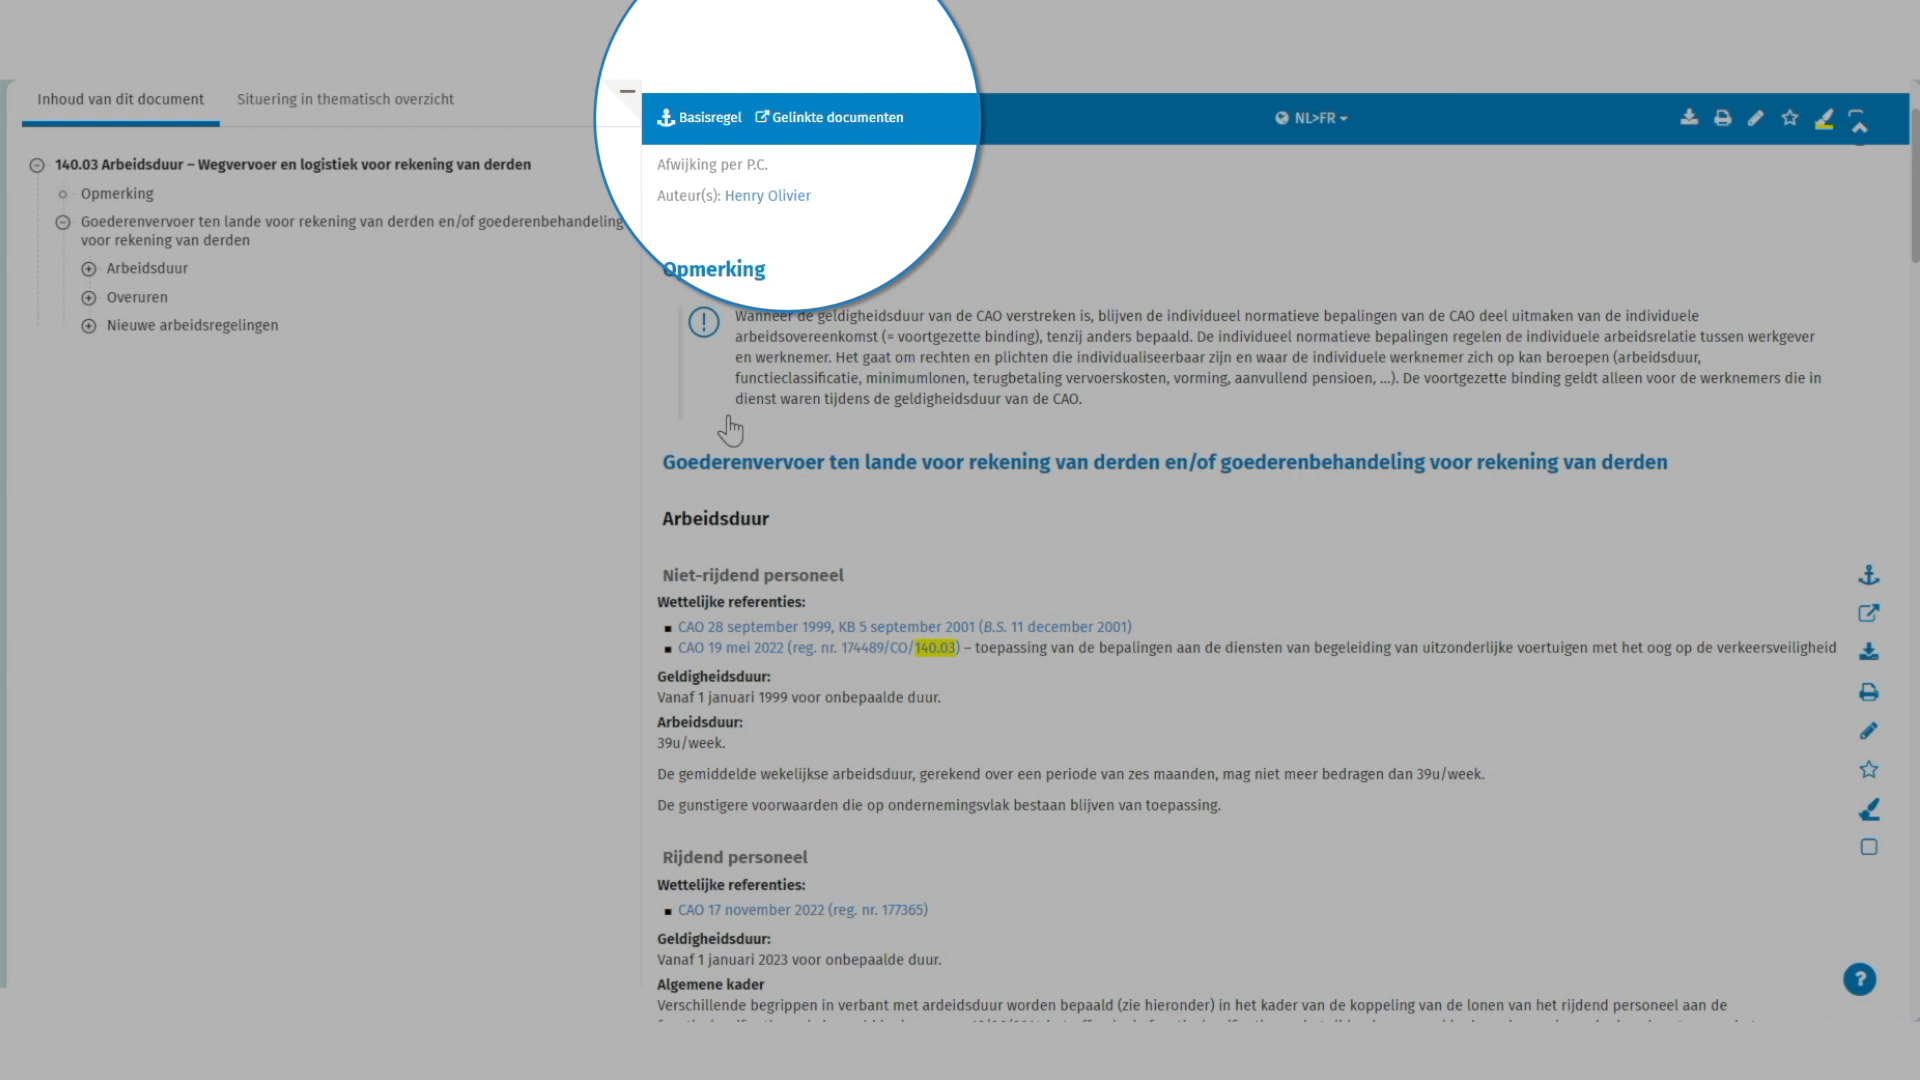 Inhoud van dit document
Situering in thematisch overzicht
140.03 Arbeidsduur – Wegvervoer en logistiek voor rekening van derden
Opmerking
Goederenvervoer ten lande voor rekening van derden en/of goederenbehandeling
voor rekening van derden
Arbeidsduur
Overuren
Nieuwe arbeidsregelingen
Basisregel Gelinkte documenten
NL>FR
Afwijking per P.C.
Auteur(s): Henry Olivier
Opmerking
Wanneer de geldigheidsduur van de CAO verstreken is, blijven de individueel normatieve bepalingen van de CAO deel uitmaken van de individuele
arbeidsovereenkomst (= voortgezette binding), tenzij anders bepaald. De individueel normatieve bepalingen regelen de individuele arbeidsrelatie tussen werkgever
en werknemer. Het gaat om rechten en plichten die individualiseerbaar zijn en waar de individuele werknemer zich op kan beroepen (arbeidsduur,
functieclassificatie, minimumlonen, terugbetaling vervoerskosten, vorming, aanvullend pensioen, ...). De voortgezette binding geldt alleen voor de werknemers die in
dienst waren tijdens de geldigheidsduur van de CAO.
Goederenvervoer ten lande voor rekening van derden en/of goederenbehandeling voor rekening van derden
Arbeidsduur
Niet-rijdend personeel
Wettelijke referenties:
CAO 28 september 1999, KB 5 september 2001 (B.S. 11 december 2001)
CAO 19 mei 2022 (reg. nr. 174489/CO/140.03) – toepassing van de bepalingen aan de diensten van begeleiding van uitzonderlijke voertuigen met het oog op de verkeersveiligheid
Geldigheidsduur:
Vanaf 1 januari 1999 voor onbepaalde duur.
Arbeidsduur:
39u/week.
De gemiddelde wekelijkse arbeidsduur, gerekend over een periode van zes maanden, mag niet meer bedragen dan 39u/week.
De gunstigere voorwaarden die op ondernemingsvlak bestaan blijven van toepassing.
Rijdend personeel
Wettelijke referenties:
CAO 17 november 2022 (reg. nr. 177365)
Geldigheidsduur:
Vanaf 1 januari 2023 voor onbepaalde duur.
Algemene kader
Verschillende begrippen in verbant met ardeidsduur worden bepaald (zie hieronder) in het kader van de koppeling van de lonen van het rijdend personeel aan de